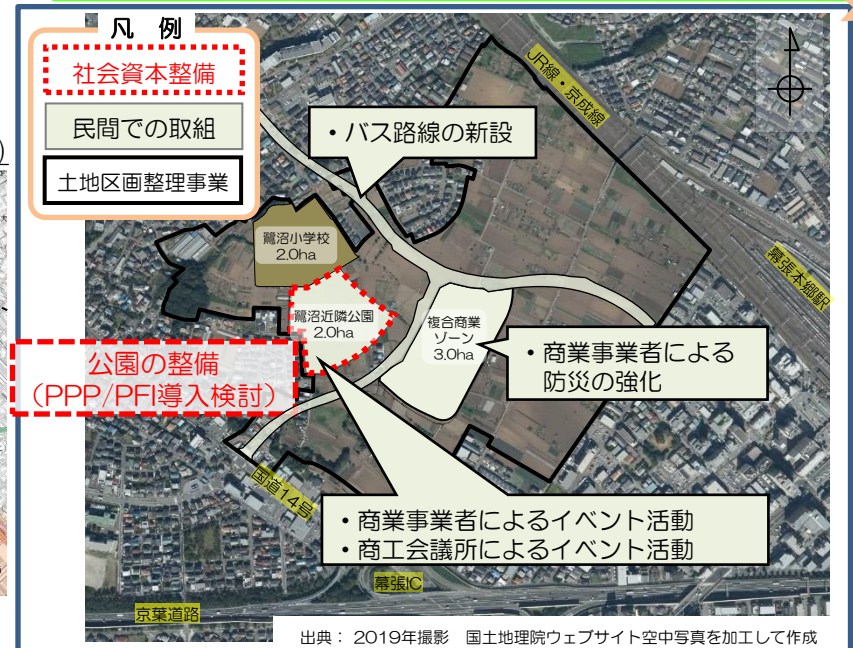 凡 例
社会資本整備
民間での取組
土地区画整理事業
JR線・京成線
・バス路線の新設
鷺沼小学校
2.0ha
幕張本郷駅
鷺沼近隣公園
2.0ha
複合商業
ゾーン
3.0ha
・商業事業者による
防災の強化
公園の整備
(PPP/PFI導入検討)
国道14号
・商業事業者によるイベント活動
・商工会議所によるイベント活動
幕張IC
京葉道路
出典： 2019年撮影 国土地理院ウェブサイト空中写真を加工して作成